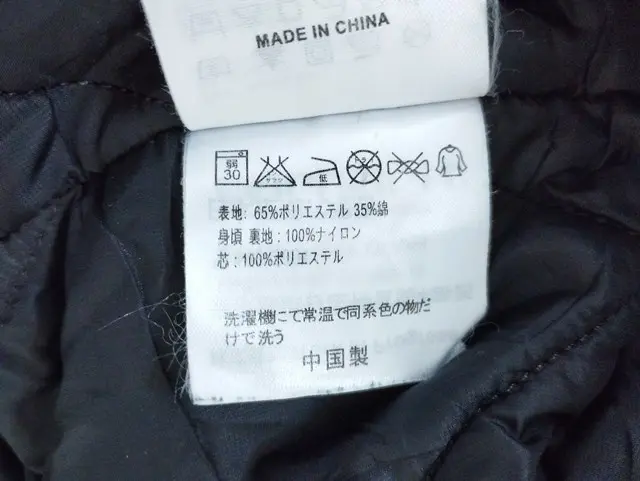 MADE IN CHINA
弱
30
低
表地: 65%ポリエステル 35%綿
身頃 裏地:100%ナイロン
芯:100%ポリエステル
洗濯機にて常温で同系色の物だ
けで洗う
中国製